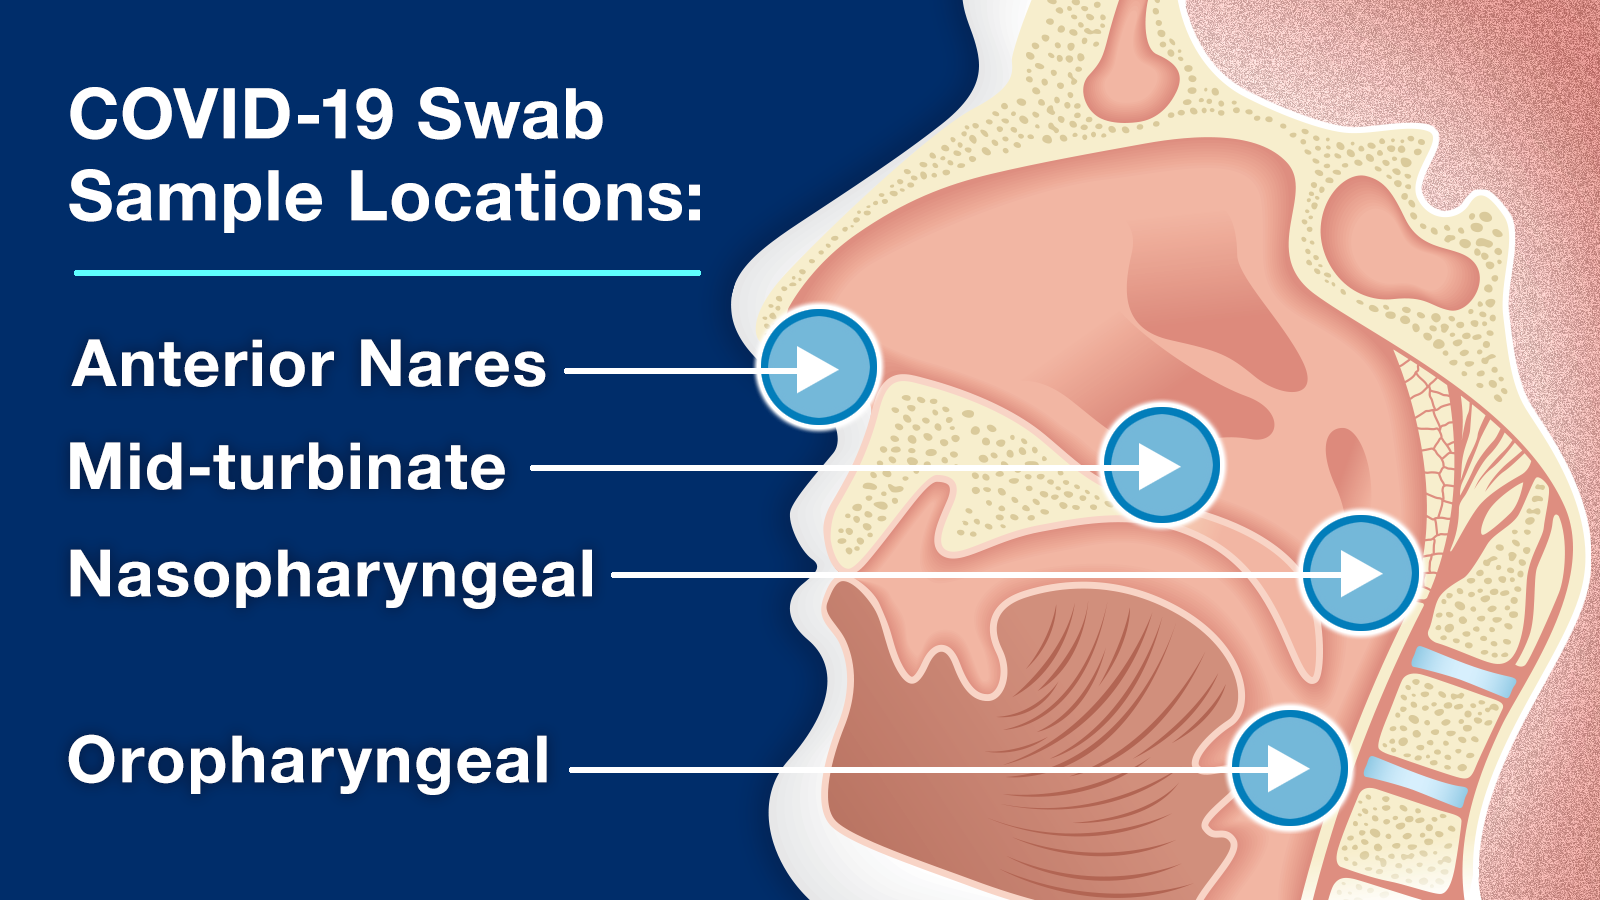 COVID-19 Swab
Sample Locations:
Anterior Nares
Mid-turbinate
Nasopharyngeal
Oropharyngeal